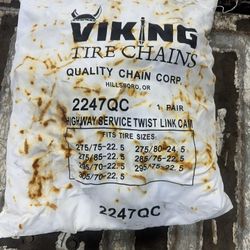 VIKING
TIRE CHAINS
QUALITY CHAIN CORP.
HILLSBORO, OR
2247QC 1 PAIR
HIGHWAY SERVICE TWIST LINK CAM
FITS TIRE SIZES:
275/75-22.5 275/80-24.5
275/85-22.5 285/75-22.5
295/70-22.5 295/75-22.5
305/70-22.5
2247QC